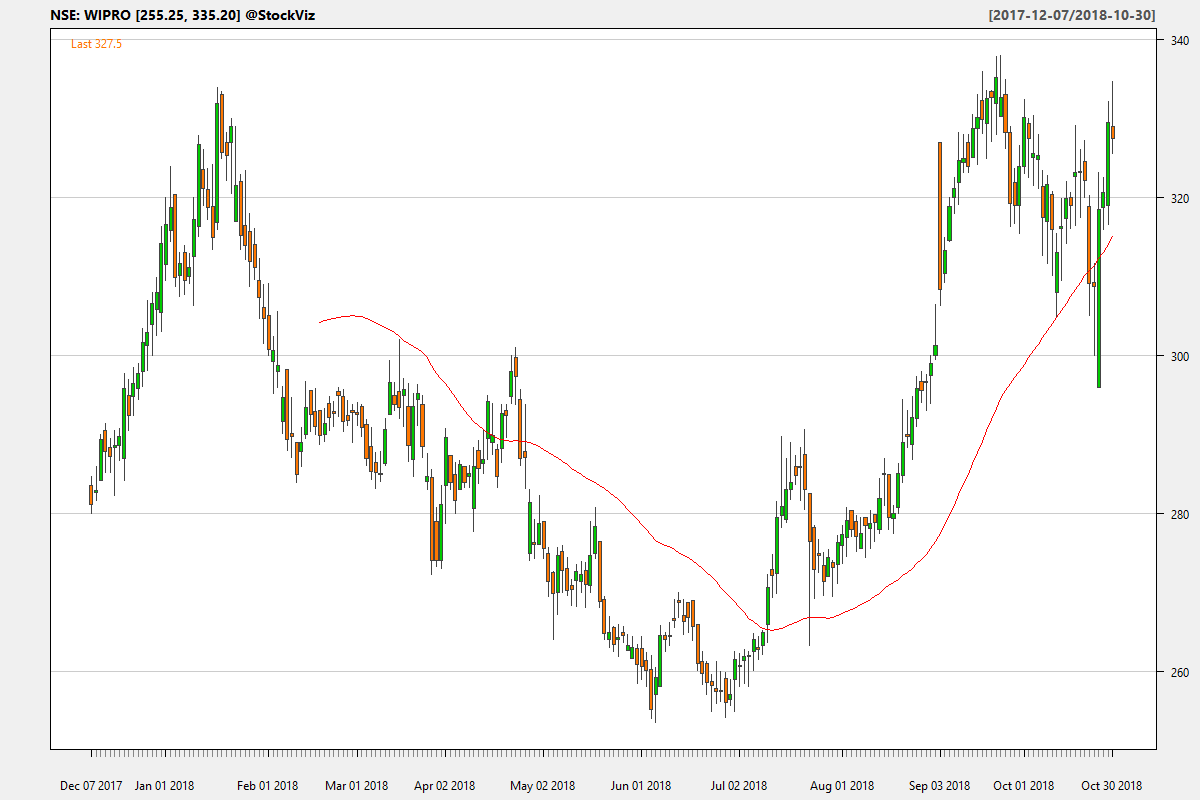 NSE: WIPRO [255.25, 335.20] @StockViz
[2017-12-07/2018-10-30]
Last 327.5
340
320
300
280
260
Dec 07 2017 Jan 01 2018 Feb 01 2018 Mar 01 2018 Apr 02 2018 May 02 2018 Jun 01 2018 Jul 02 2018 Aug 01 2018 Sep 03 2018 Oct 01 2018 Oct 30 2018